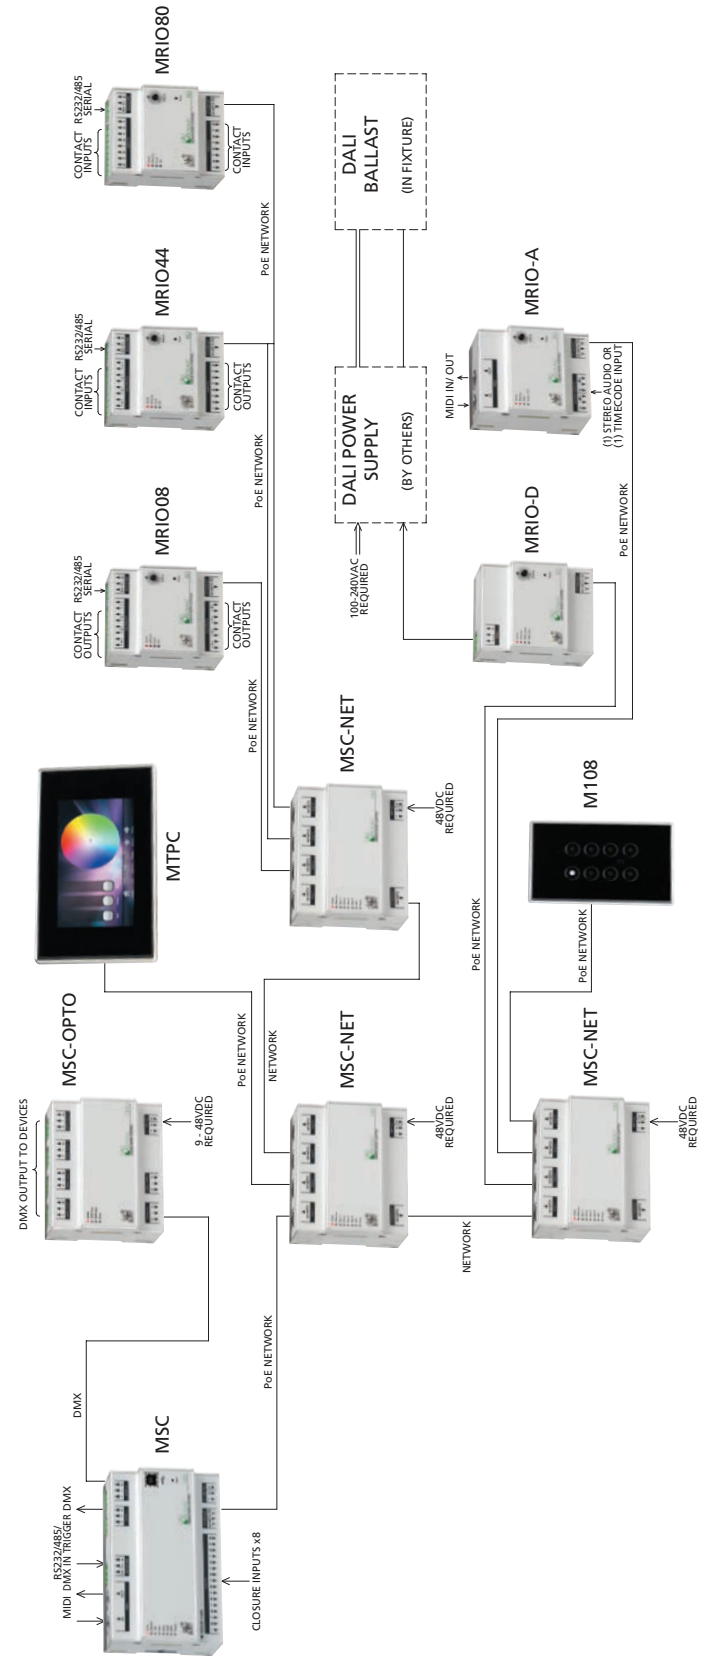 RS232/485/
MIDI DMX IN TRIGGER DMX
MSC
CLOSURE INPUTS x8
DMX
PoE NETWORK
DMX OUTPUT TO DEVICES
MSC-OPTO
9 - 48VDC
REQUIRED
MTPC
PoE NETWORK
NETWORK
MSC-NET
48VDC
REQUIRED
NETWORK
MSC-NET
48VDC
REQUIRED
MSC-NET
48VDC
REQUIRED
PoE NETWORK
PoE NETWORK
M108
CONTACT
OUTPUTS
RS232/485
SERIAL
MRIO08
CONTACT
OUTPUTS
PoE NETWORK
CONTACT
INPUTS
RS232/485
SERIAL
MRIO44
CONTACT
OUTPUTS
PoE NETWORK
CONTACT
INPUTS
RS232/485
SERIAL
MRIO80
CONTACT
INPUTS
PoE NETWORK
100-240VAC
REQUIRED
DALI POWER
SUPPLY
(BY OTHERS)
DALI
BALLAST
(IN FIXTURE)
MRIO-D
MIDI IN/ OUT
MRIO-A
(1) STEREO AUDIO OR
(1) TIMECODE INPUT
PoE NETWORK